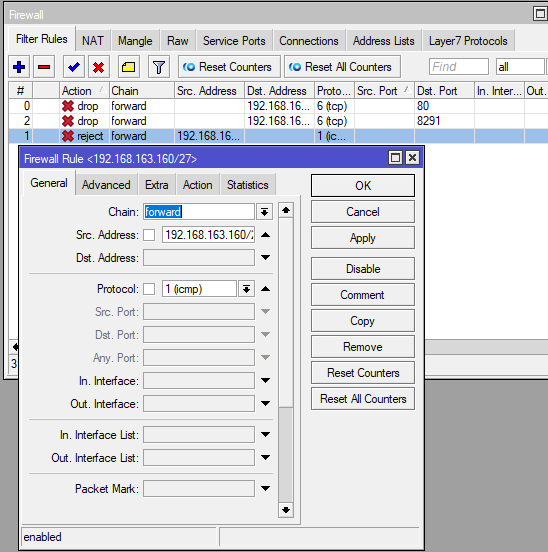 Firewall
Filter Rules NAT Mangle Raw Service Ports Connections Address Lists Layer7 Protocols
Reset Counters Reset All Counters Find all
# Action Chain Src. Address Dst. Address Proto... Src. Port Dst. Port In. Inter... Out.
0 drop forward 192.168.16... 6 (tcp) 80
2 drop forward 192.168.16... 6 (tcp) 8291
1 reject forward 192.168.16... 1 (ic...
Firewall Rule <192.168.163.160/27>
General Advanced Extra Action Statistics
OK
Chain: forward
Cancel
Src. Address: 192.168.163.160/2
Apply
Dst. Address:
Disable
Protocol: 1 (icmp)
Comment
Src. Port:
Copy
Dst. Port:
Remove
Any. Port:
In. Interface:
Reset Counters
Out. Interface:
Reset All Counters
In. Interface List:
Out. Interface List:
Packet Mark:
3
enabled